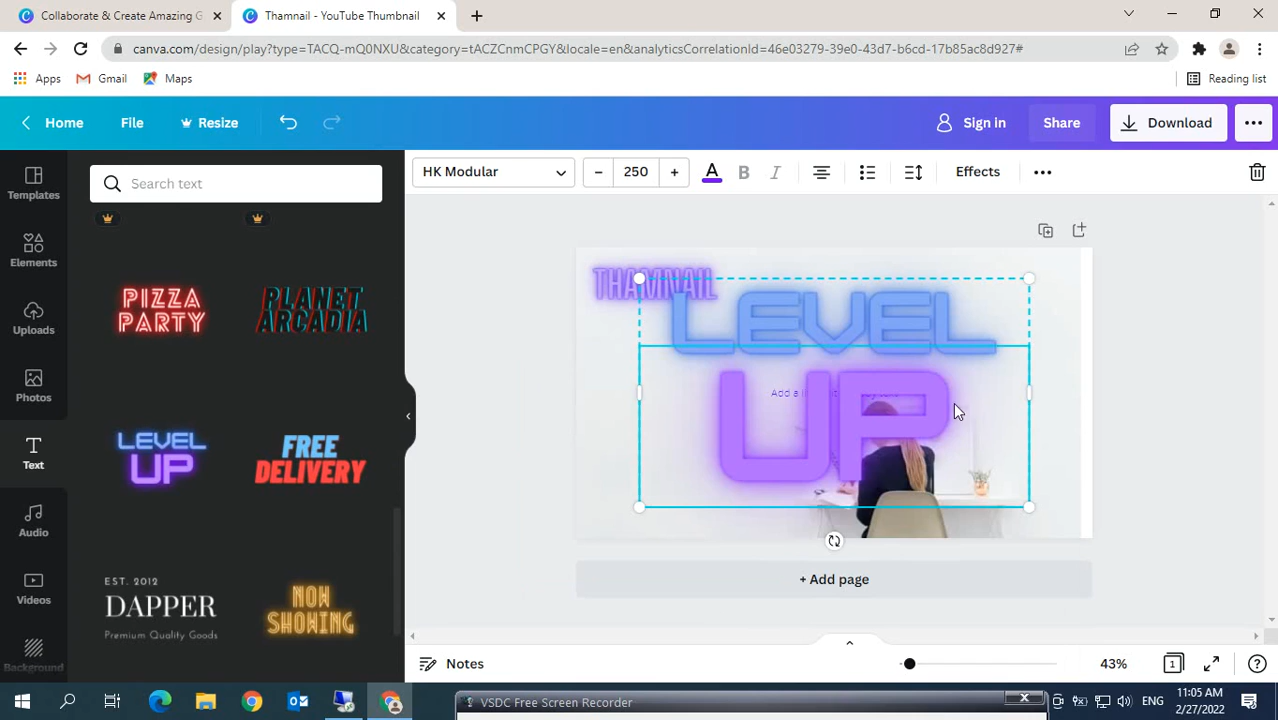 Collaborate & Create Amazing G
Thamnail - YouTube Thumbnail
canva.com/design/play?type=TACQ-mQ0NXU&category=tACZCnmCPGY&locale=en&analyticsCorrelationId=46e03279-39e0-43d7-b6cd-17b85ac8d927#
Apps
Gmail
Maps
Reading list
Home
File
Resize
Sign in
Share
Download
Templates
Elements
Uploads
Photos
Text
Audio
Videos
Background
Search text
PIZZA
PARTY
PLANET
ARCADIA
LEVEL
UP
FREE
DELIVERY
EST. 2012
DAPPER
Premium Quality Goods
NOW
SHOWING
HK Modular
250
A
B
I
Effects
THAMNAIL
LEVEL
UP
Add a
+ Add page
Notes
43%
1
VSDC Free Screen Recorder
ENG
11:05 AM
2/27/2022